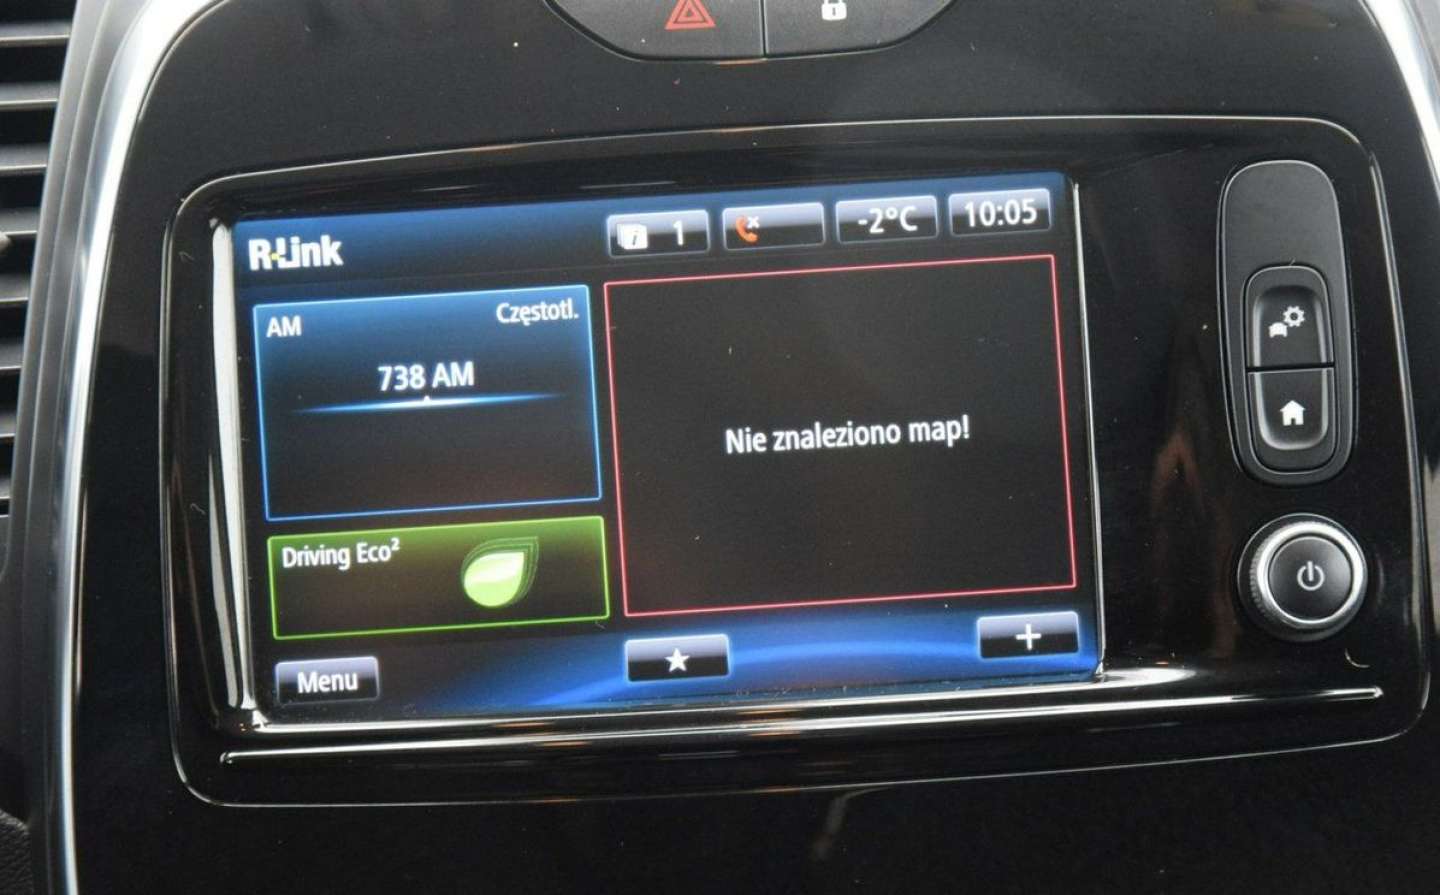 R-Link
1
-2°C
10:05
AM
Częstotl.
738 AM
Nie znaleziono map!
Driving Eco²
Menu